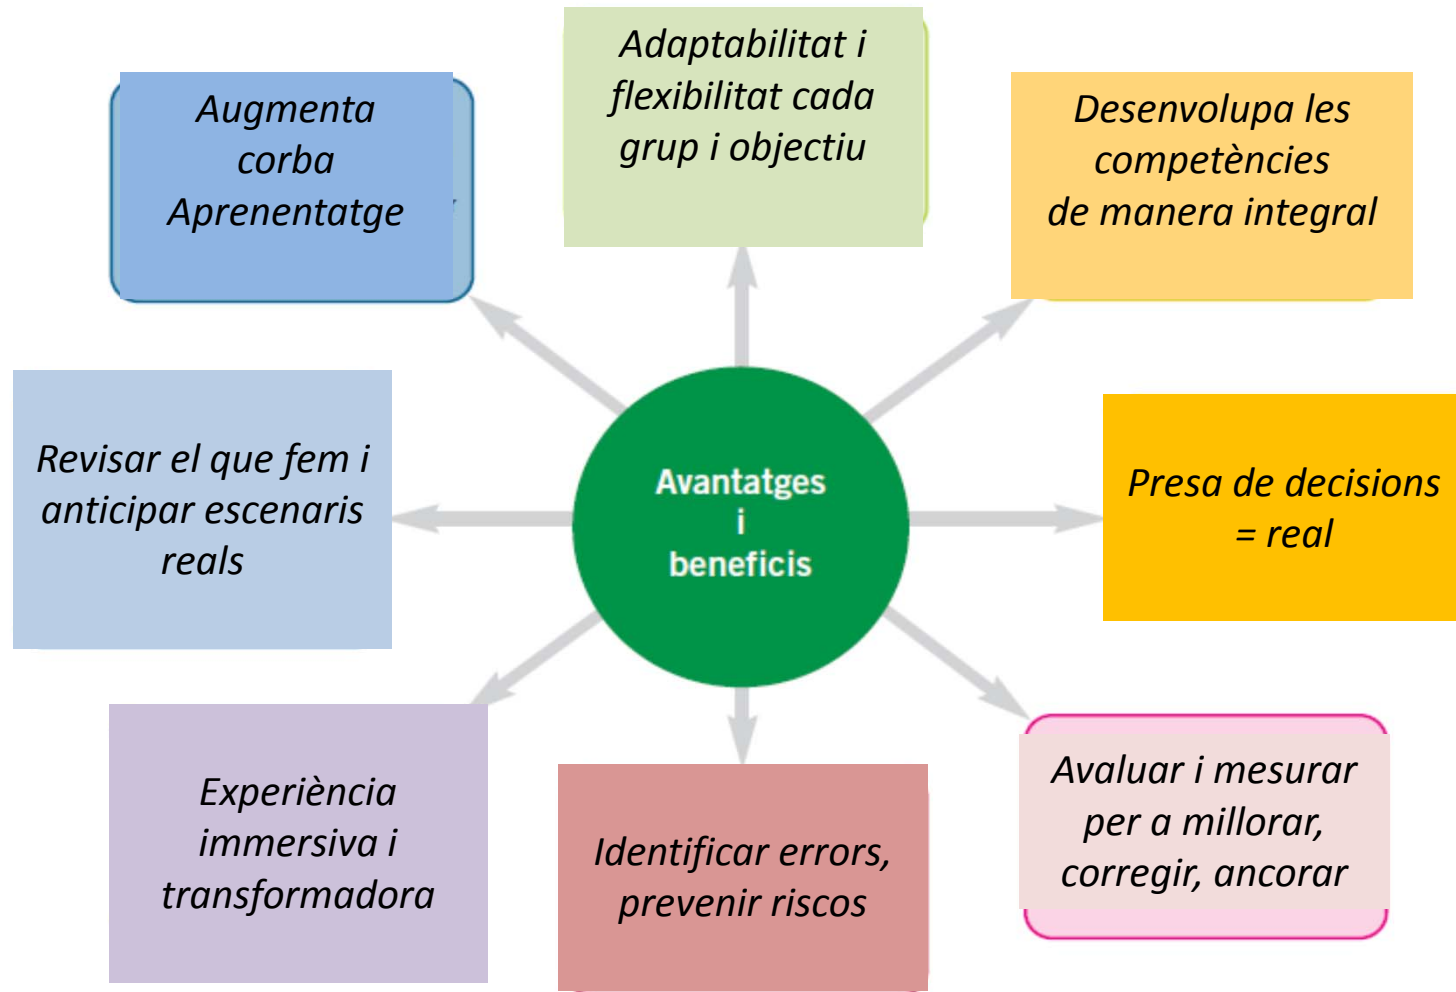 Adaptabilitat i
flexibilitat cada
grup i objectiu
Augmenta
corba
Aprenentatge
Desenvolupa les
competències
de manera integral
Revisar el que fem i
anticipar escenaris
reals
Avantatges
i
beneficis
Presa de decisions
= real
Experiència
immersiva i
transformadora
Identificar errors,
prevenir riscos
Avaluar i mesurar
per a millorar,
corregir, ancorar